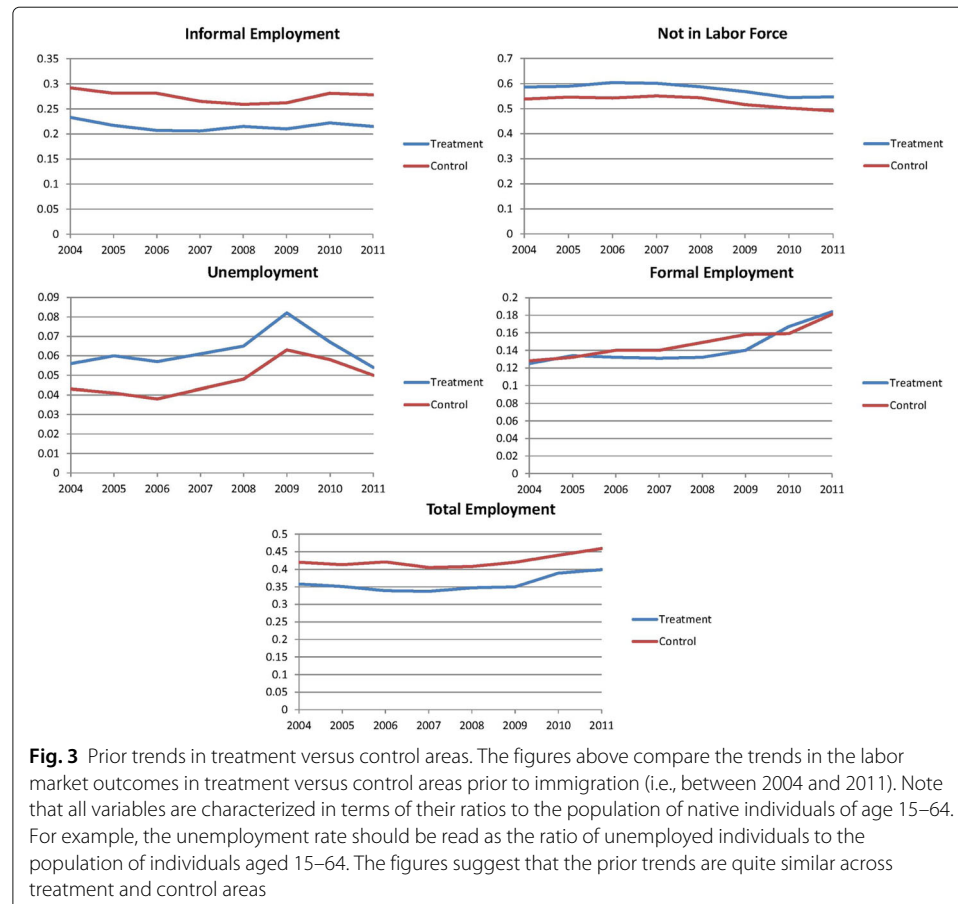 Informal Employment
0.35
0.3
0.25
0.2
0.15
0.1
0.05
0
2004 2005 2006 2007 2008 2009 2010 2011
Treatment
Control
Not in Labor Force
0.7
0.6
0.5
0.4
0.3
0.2
0.1
0
2004 2005 2006 2007 2008 2009 2010 2011
Treatment
Control
Unemployment
0.09
0.08
0.07
0.06
0.05
0.04
0.03
0.02
0.01
0
2004 2005 2006 2007 2008 2009 2010 2011
Treatment
Control
Formal Employment
0.2
0.18
0.16
0.14
0.12
0.1
0.08
0.06
0.04
0.02
0
2004 2005 2006 2007 2008 2009 2010 2011
Treatment
Control
Total Employment
0.5
0.45
0.4
0.35
0.3
0.25
0.2
0.15
0.1
0.05
0
2004 2005 2006 2007 2008 2009 2010 2011
Treatment
Control
Fig. 3 Prior trends in treatment versus control areas. The figures above compare the trends in the labor
market outcomes in treatment versus control areas prior to immigration (i.e., between 2004 and 2011). Note
that all variables are characterized in terms of their ratios to the population of native individuals of age 15–64.
For example, the unemployment rate should be read as the ratio of unemployed individuals to the
population of individuals aged 15–64. The figures suggest that the prior trends are quite similar across
treatment and control areas